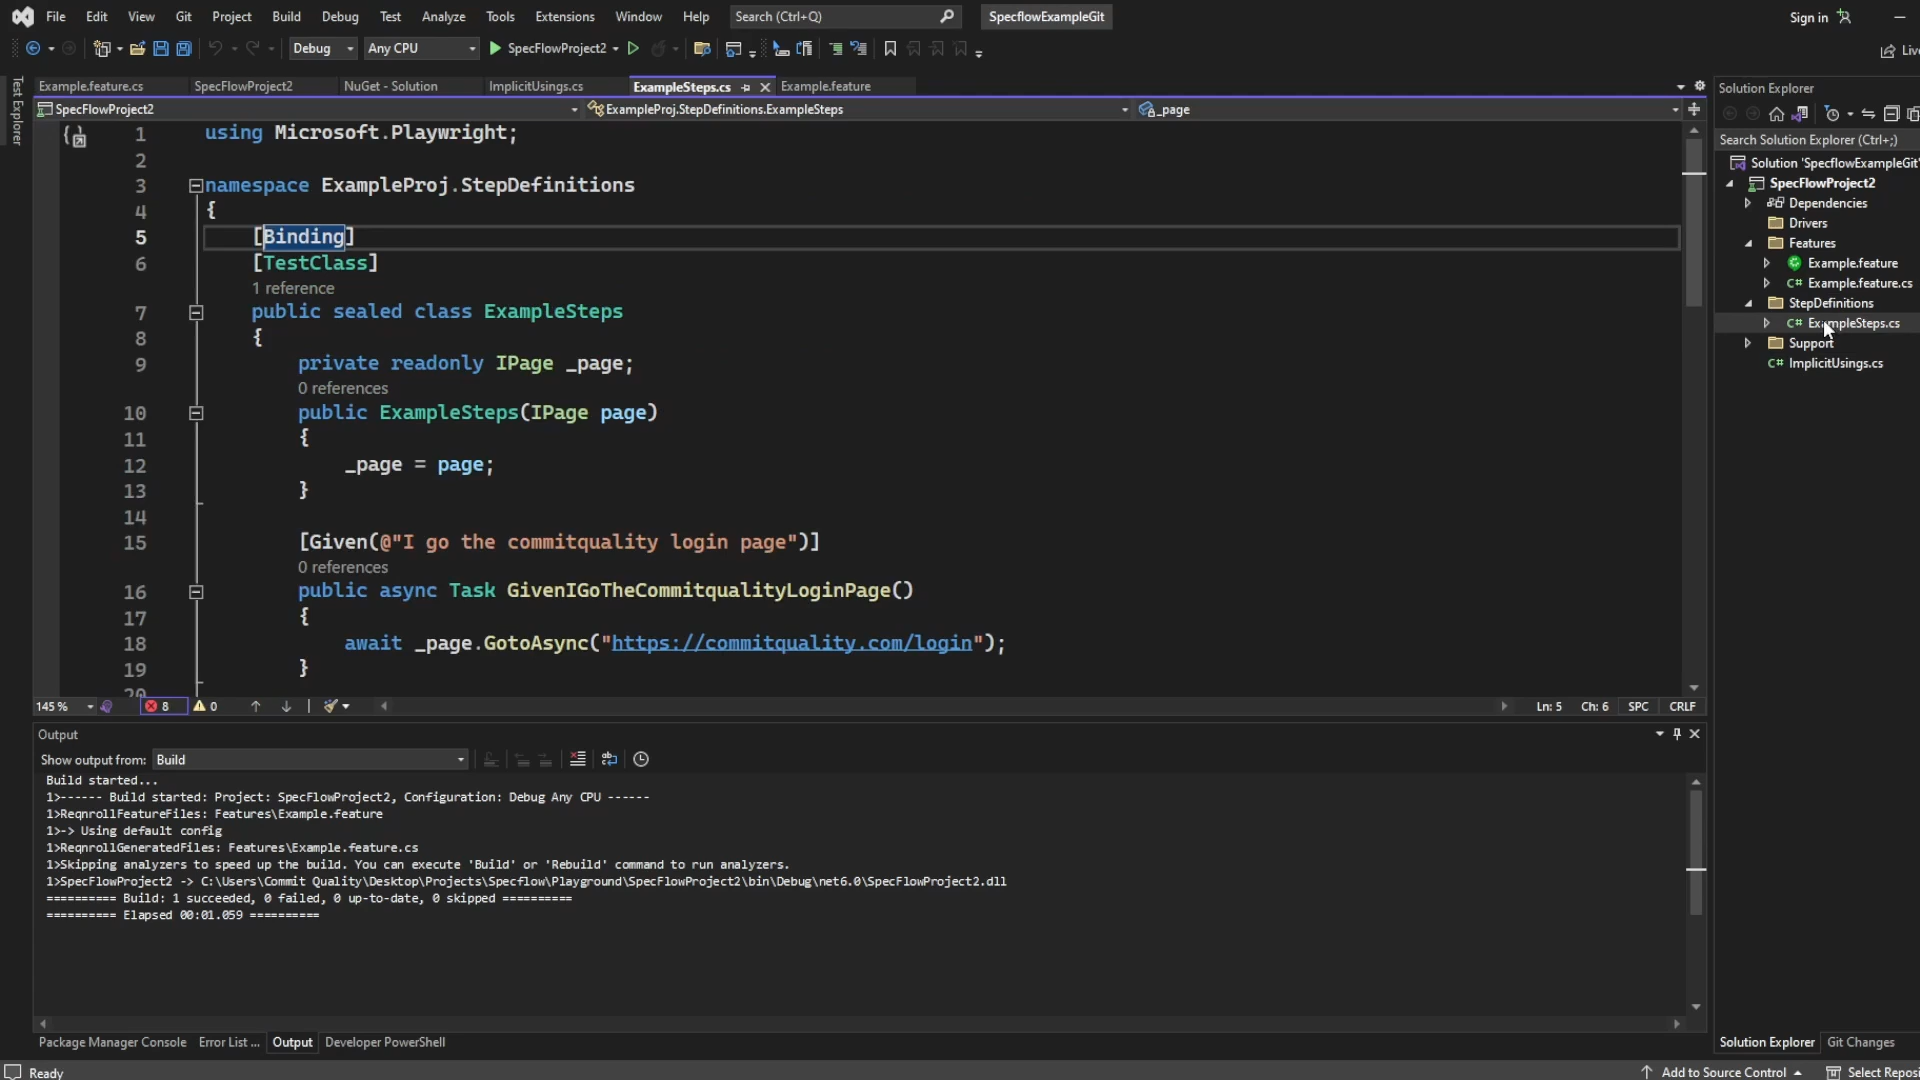 File Edit View Git Project Build Debug Test Analyze Tools Extensions Window Help Search (Ctrl+Q) SpecflowExampleGit Sign in
Debug Any CPU SpecFlowProject2 Live
Example.feature.cs SpecFlowProject2 NuGet - Solution ImplicitUsings.cs ExampleSteps.cs Example.feature
SpecFlowProject2 ExampleProj.StepDefinitions.ExampleSteps _page
Test Explorer
1 using Microsoft.Playwright;
2
3 namespace ExampleProj.StepDefinitions
4 {
5 [Binding]
6 [TestClass]
1 reference
7 public sealed class ExampleSteps
8 {
9 private readonly IPage _page;
0 references
10 public ExampleSteps(IPage page)
11 {
12 _page = page;
13 }
14
15 [Given(@"I go the commitquality login page")]
0 references
16 public async Task GivenIGoTheCommitqualityLoginPage()
17 {
18 await _page.GotoAsync("https://commitquality.com/login");
19 }
20
145 % 8 0 Ln: 5 Ch: 6 SPC CRLF
Output
Show output from: Build
Build started...
1>------ Build started: Project: SpecFlowProject2, Configuration: Debug Any CPU ------
1>ReqnrollFeatureFiles: Features\Example.feature
1>-> Using default config
1>ReqnrollGeneratedFiles: Features\Example.feature.cs
1>Skipping analyzers to speed up the build. You can execute 'Build' or 'Rebuild' command to run analyzers.
1>SpecFlowProject2 -> C:\Users\Commit Quality\Desktop\Projects\Specflow\Playground\SpecFlowProject2\bin\Debug\net6.0\SpecFlowProject2.dll
========== Build: 1 succeeded, 0 failed, 0 up-to-date, 0 skipped ==========
========== Elapsed 00:01.059 ==========
Package Manager Console Error List ... Output Developer PowerShell
Solution Explorer
Search Solution Explorer (Ctrl+;)
Solution 'SpecflowExampleGit'
SpecFlowProject2
Dependencies
Drivers
Features
Example.feature
C# Example.feature.cs
StepDefinitions
C# ExampleSteps.cs
Support
C# ImplicitUsings.cs
Solution Explorer Git Changes
Ready Add to Source Control Select Reposi